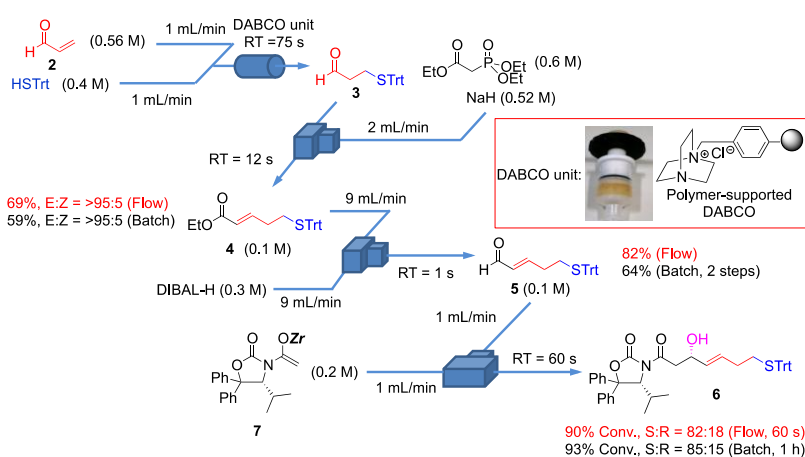 1 mL/min
DABCO unit
RT =75 s
H
O
2
(0.56 M)
HSTrt (0.4 M)
1 mL/min
O
H
STrt
3
O
O
EtO
P
OEt
OEt
(0.6 M)
NaH (0.52 M)
2 mL/min
RT = 12 s
DABCO unit:
N
N⊕Cl⊖
Polymer-supported
DABCO
69%, E:Z = >95:5 (Flow)
59%, E:Z = >95:5 (Batch)
O
EtO
STrt
4 (0.1 M)
9 mL/min
DIBAL-H (0.3 M)
9 mL/min
RT = 1 s
O
H
STrt
5 (0.1 M)
82% (Flow)
64% (Batch, 2 steps)
1 mL/min
O
OZr
O
N
Ph
Ph
7
(0.2 M)
1 mL/min
RT = 60 s
O
O
OH
O
N
STrt
Ph
Ph
6
90% Conv., S:R = 82:18 (Flow, 60 s)
93% Conv., S:R = 85:15 (Batch, 1 h)